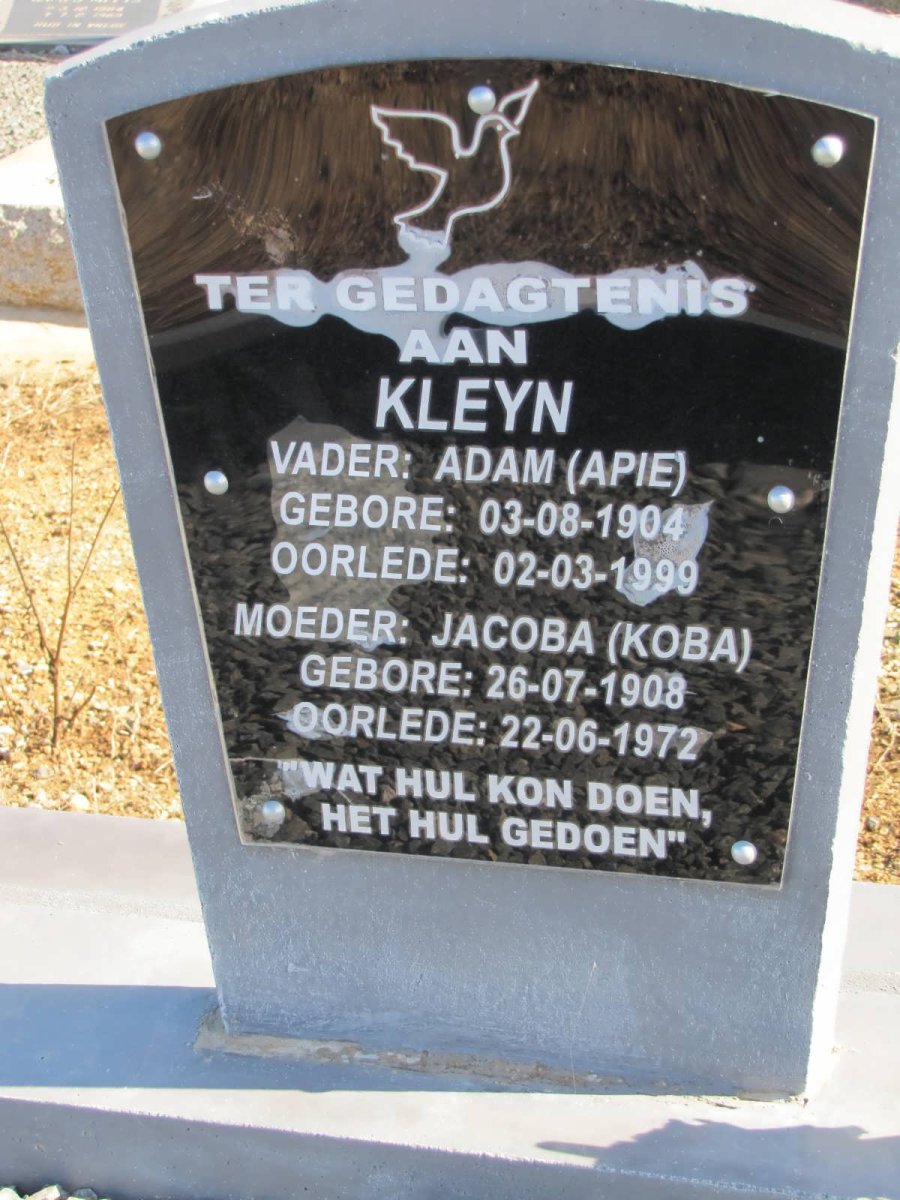 TER GEDAGTENIS
AAN
KLEYN
VADER: ADAM (APIE)
GEBORE: 03-08-1904
OORLEDE: 02-03-1999
MOEDER: JACOBA (KOBA)
GEBORE: 26-07-1908
OORLEDE: 22-06-1972
""WAT HUL KON DOEN,
HET HUL GEDOEN"